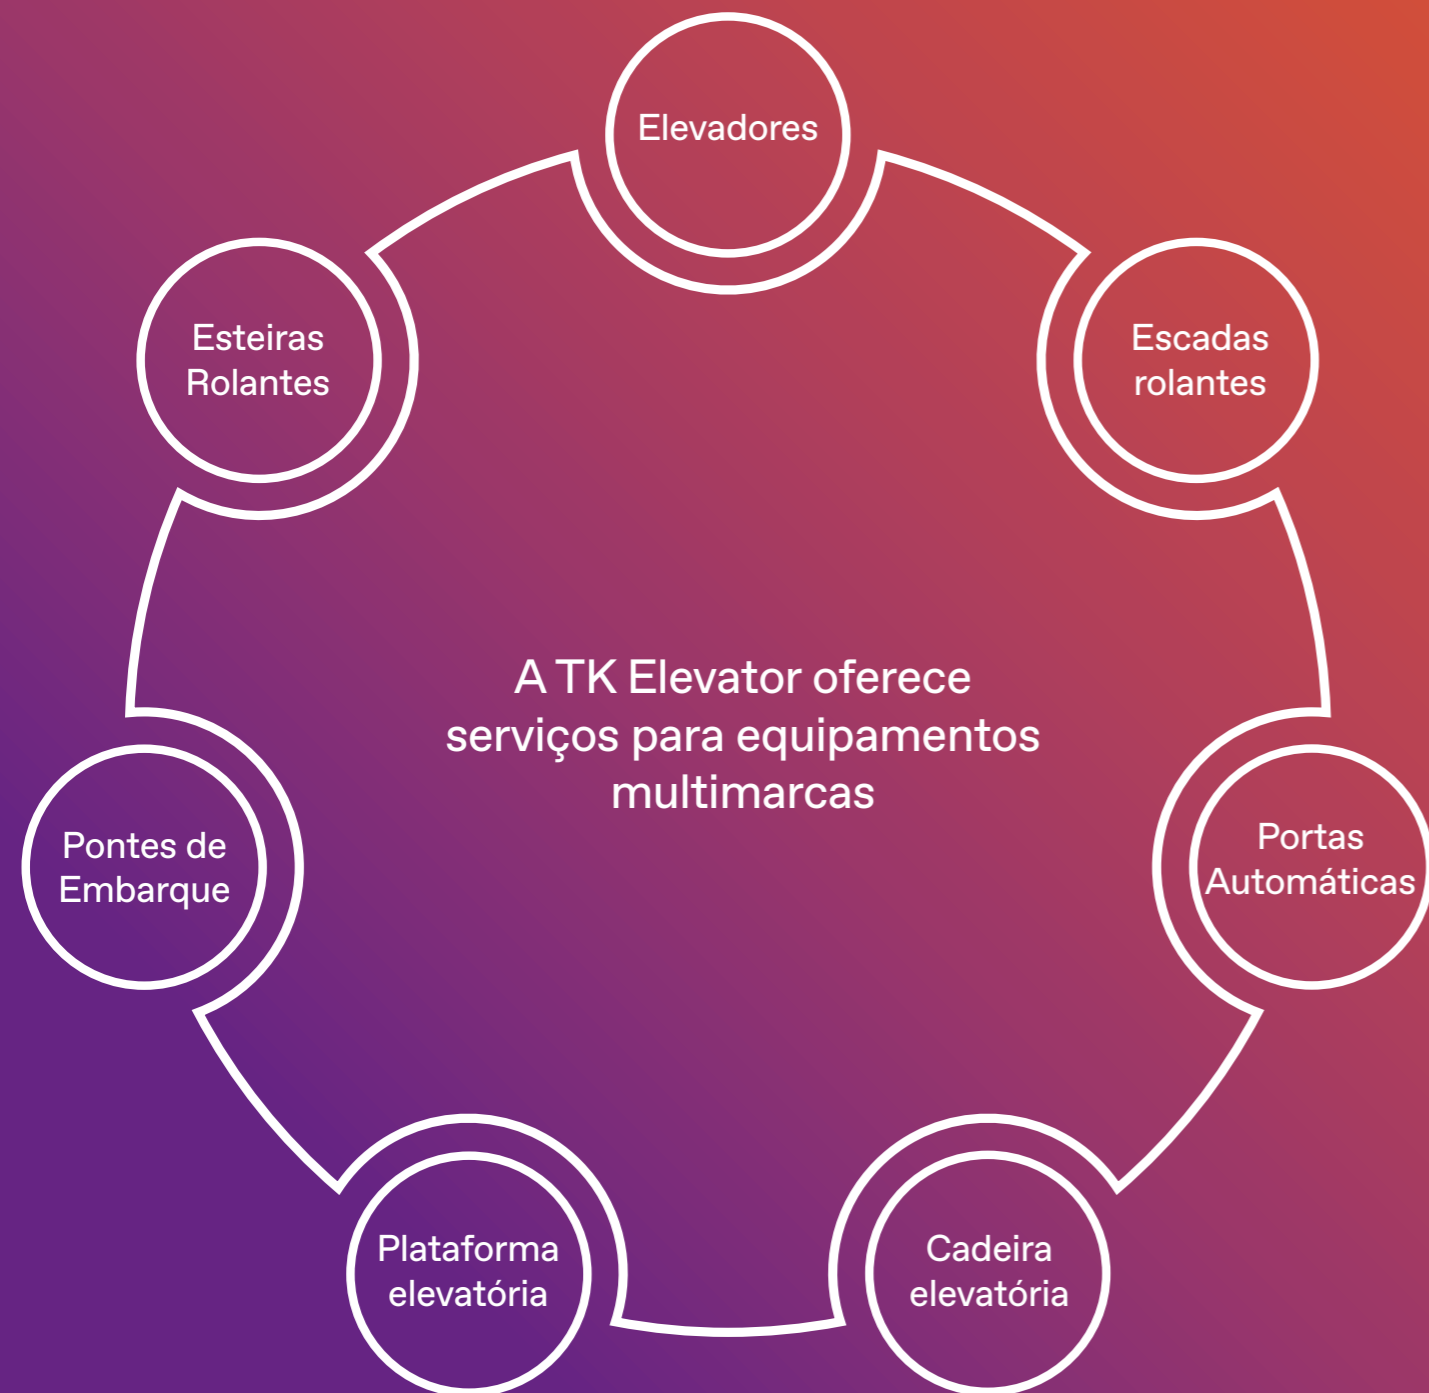 Elevadores
Escadas
rolantes
Esteiras
Rolantes
A TK Elevator oferece
serviços para equipamentos
multimarcas
Portas
Automáticas
Pontes de
Embarque
Cadeira
elevatória
Plataforma
elevatória